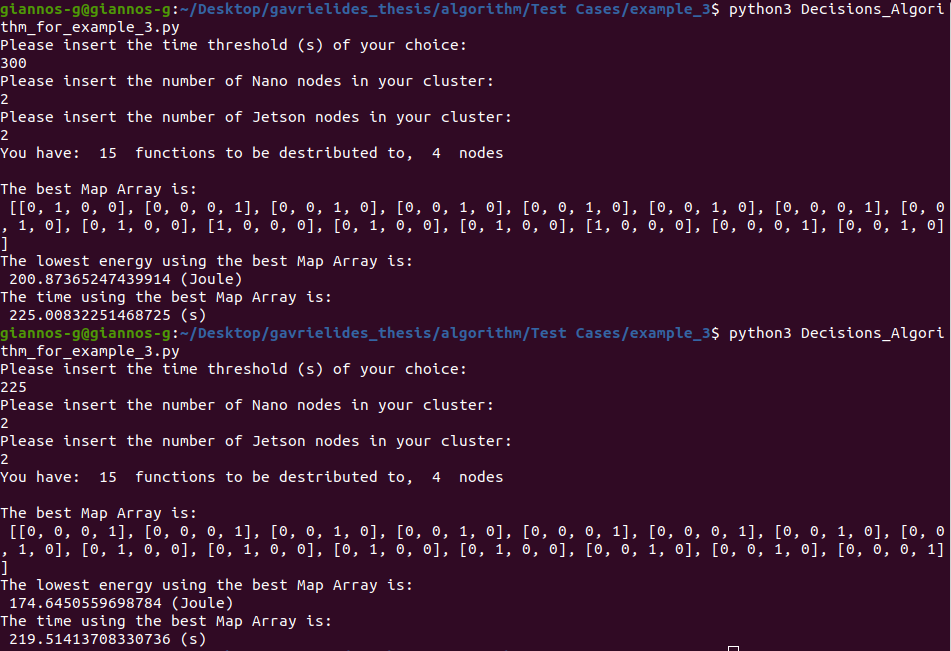 giannos-g@giannos-g:~/Desktop/gavrielides_thesis/algorithm/Test Cases/example_3$ python3 Decisions_Algori
thm_for_example_3.py
Please insert the time threshold (s) of your choice:
300
Please insert the number of Nano nodes in your cluster:
2
Please insert the number of Jetson nodes in your cluster:
2
You have:  15  functions to be destributed to,  4  nodes

The best Map Array is:
 [[0, 1, 0, 0], [0, 0, 0, 1], [0, 0, 1, 0], [0, 0, 1, 0], [0, 0, 1, 0], [0, 0, 1, 0], [0, 0, 0, 1], [0, 0
, 1, 0], [0, 1, 0, 0], [1, 0, 0, 0], [0, 1, 0, 0], [0, 1, 0, 0], [1, 0, 0, 0], [0, 0, 0, 1], [0, 0, 1, 0]
]
The lowest energy using the best Map Array is:
 200.87365247439914 (Joule)
The time using the best Map Array is:
 225.00832251468725 (s)
giannos-g@giannos-g:~/Desktop/gavrielides_thesis/algorithm/Test Cases/example_3$ python3 Decisions_Algori
thm_for_example_3.py
Please insert the time threshold (s) of your choice:
225
Please insert the number of Nano nodes in your cluster:
2
Please insert the number of Jetson nodes in your cluster:
2
You have:  15  functions to be destributed to,  4  nodes

The best Map Array is:
 [[0, 0, 0, 1], [0, 0, 0, 1], [0, 0, 1, 0], [0, 0, 1, 0], [0, 0, 0, 1], [0, 0, 0, 1], [0, 0, 1, 0], [0, 0
, 1, 0], [0, 1, 0, 0], [0, 1, 0, 0], [0, 1, 0, 0], [0, 1, 0, 0], [0, 0, 1, 0], [0, 0, 1, 0], [0, 0, 0, 1]
]
The lowest energy using the best Map Array is:
 174.6450559698784 (Joule)
The time using the best Map Array is:
 219.51413708330736 (s)